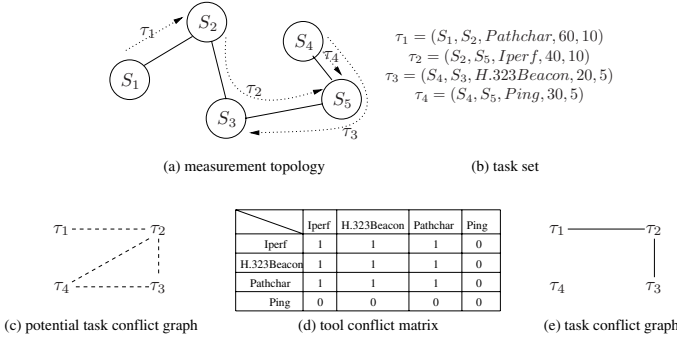 τ1
S2
S1
τ2
S3
S4
τ4
S5
τ3
τ1 = (S1, S2, Pathchar, 60, 10)
τ2 = (S2, S5, Iperf, 40, 10)
τ3 = (S4, S3, H.323Beacon, 20, 5)
τ4 = (S4, S5, Ping, 30, 5)
(a) measurement topology
(b) task set
τ1 τ2
τ4 τ3
(c) potential task conflict graph
Iperf H.323Beacon Pathchar Ping
Iperf 1 1 1 0
H.323Beacon 1 1 1 0
Pathchar 1 1 1 0
Ping 0 0 0 0
(d) tool conflict matrix
τ1 τ2
τ4 τ3
(e) task conflict graph